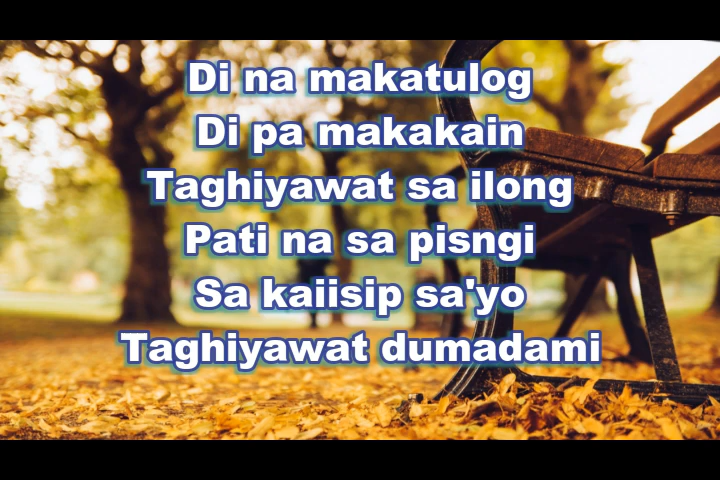 Di na makatulog
Di pa makakain
Taghiyawat sa ilong
Pati na sa pisngi
Sa kaiisip sa'yo
Taghiyawat dumadami